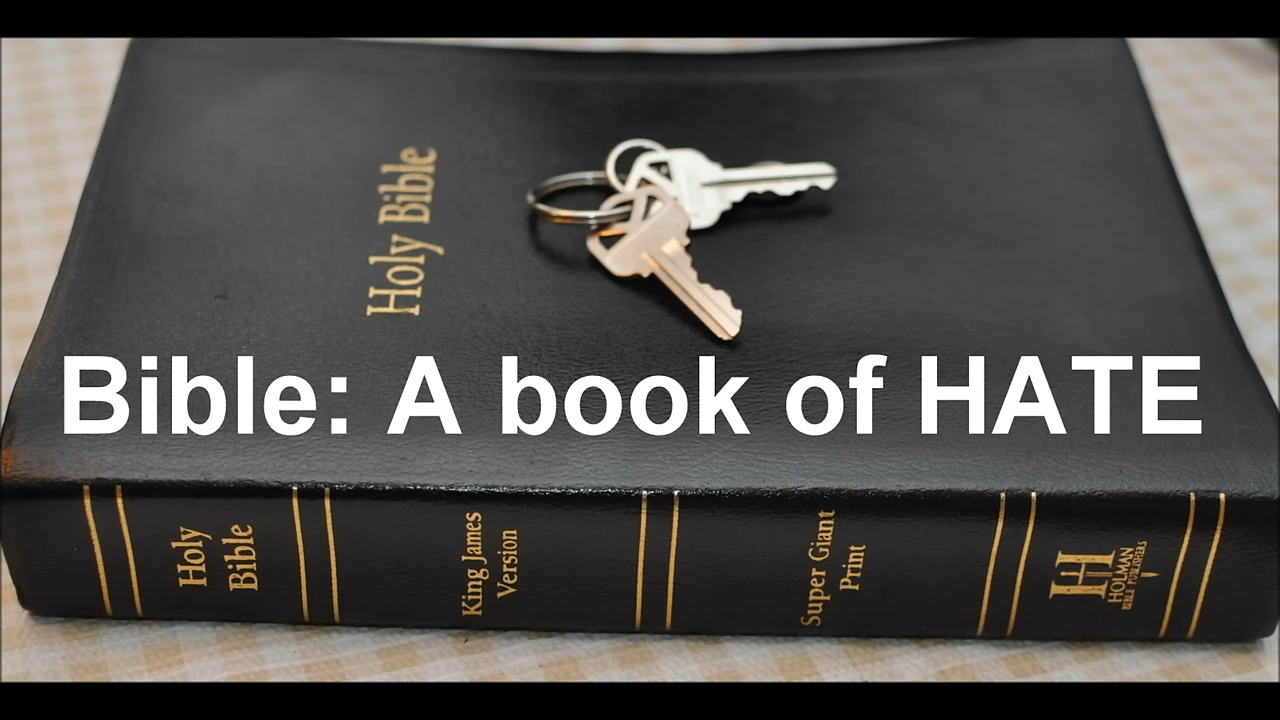 Holy Bible
Bible: A book of HATE
Holy
Bible
King James
Version
Super Giant
Print
HOLMAN
BIBLE PUBLISHERS